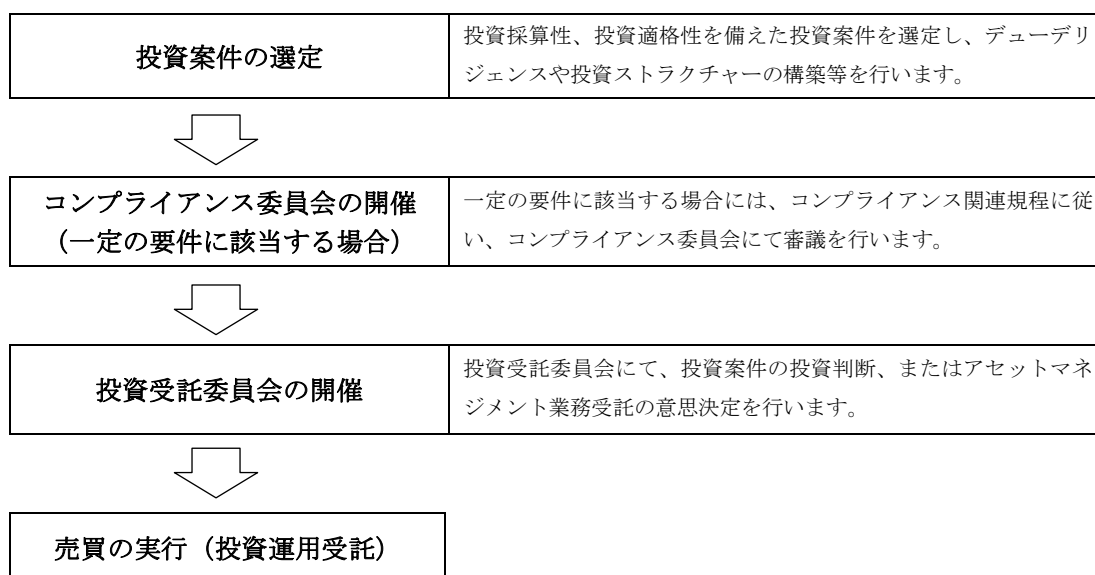 投資案件の選定
投資採算性、投資適格性を備えた投資案件を選定し、デューデリ
ジェンスや投資ストラクチャーの構築等を行います。
コンプライアンス委員会の開催
（一定の要件に該当する場合）
一定の要件に該当する場合には、コンプライアンス関連規程に従
い、コンプライアンス委員会にて審議を行います。
投資受託委員会の開催
投資受託委員会にて、投資案件の投資判断、またはアセットマネ
ジメント業務受託の意思決定を行います。
売買の実行（投資運用受託）